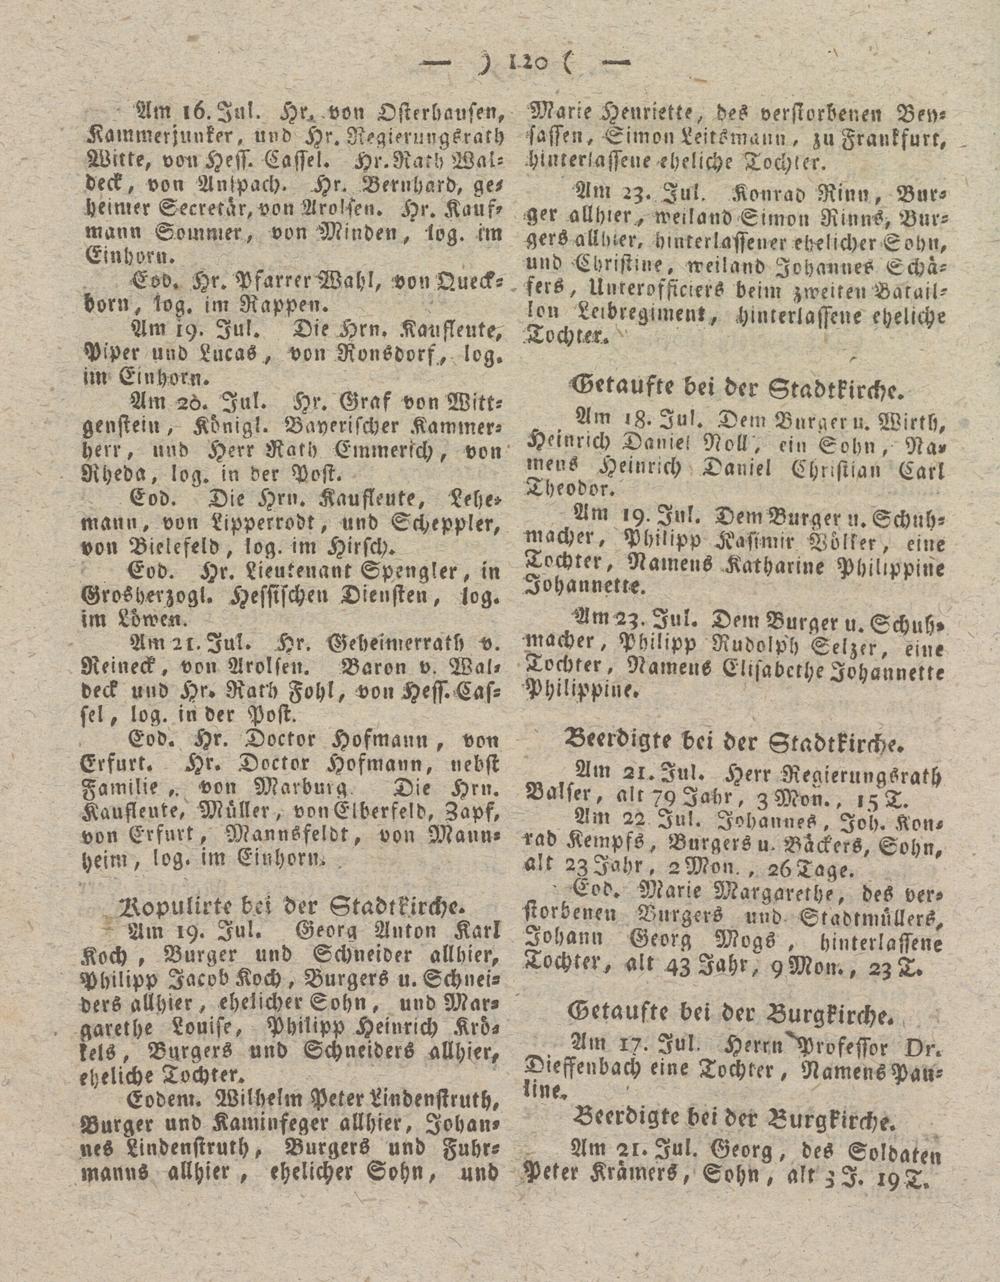 — ) 120 ( —
Am 16. Jul. Hr. von Osterhausen,
Kammerjunker, und Hr. Regierungsrath
Witte, von Hess. Cassel. Hr. Rath Wal-
deck, von Anspach. Hr. Bernhard, ge-
heimer Secretär, von Arolsen. Hr. Kauf-
mann Sommer, von Minden, log. im
Einhorn.
Eod. Hr. Pfarrer Wahl, von Queck-
born, log. im Rappen.
Am 19. Jul. Die Hrn. Kaufleute,
Piper und Lucas, von Ronsdorf, log.
im Einhorn.
Am 20. Jul. Hr. Graf von Witt-
genstein, Königl. Bayerischer Kammer-
herr, und Herr Rath Emmerich, von
Rheda, log. in der Post.
Eod. Die Hrn. Kaufleute, Lehe-
mann, von Lipperrodt, und Scheppler,
von Bielefeld, log. im Hirsch.
Eod. Hr. Lieutenant Spengler, in
Grosherzogl. Hessischen Diensten, log.
im Löwen.
Am 21. Jul. Hr. Geheimerrath v.
Reineck, von Arolsen. Baron v. Wal-
deck und Hr. Rath Fohl, von Hess. Cas-
sel, log. in der Post.
Eod. Hr. Doctor Hofmann, von
Erfurt. Hr. Doctor Hofmann, nebst
Familie, von Marburg. Die Hrn.
Kaufleute, Müller, von Elberfeld, Zapf,
von Erfurt, Mannsfeldt, von Mann-
heim, log. im Einhorn.
Kopulirte bei der Stadtkirche.
Am 19. Jul. Georg Anton Karl
Koch, Burger und Schneider allhier,
Philipp Jacob Koch, Burgers u. Schnei-
ders allhier, ehelicher Sohn, und Mar-
garethe Louise, Philipp Heinrich Krö-
kels, Burgers und Schneiders allhier,
eheliche Tochter.
Eodem. Wilhelm Peter Lindenstruth,
Burger und Kaminfeger allhier, Johan-
nes Lindenstruth, Burgers und Fuhr-
manns allhier, ehelicher Sohn, und
Marie Henriette, des verstorbenen Bey-
sassen, Simon Leitsmann, zu Frankfurt,
hinterlassene eheliche Tochter.
Am 23. Jul. Konrad Rinn, Bur-
ger allhier, weiland Simon Rinns, Bur-
gers allhier, hinterlassener ehelicher Sohn,
und Christine, weiland Johannes Schä-
fers, Unterofficiers beim zweiten Batail-
lon Leibregiment, hinterlassene eheliche
Tochter.
Getaufte bei der Stadtkirche.
Am 18. Jul. Dem Burger u. Wirth,
Heinrich Daniel Noll, ein Sohn, Na-
mens Heinrich Daniel Christian Carl
Theodor.
Am 19. Jul. Dem Burger u. Schuh-
macher, Philipp Kasimir Völker, eine
Tochter, Namens Katharine Philippine
Johannette.
Am 23. Jul. Dem Burger u. Schuh-
macher, Philipp Rudolph Selzer, eine
Tochter, Namens Elisabethe Johannette
Philippine.
Beerdigte bei der Stadtkirche.
Am 21. Jul. Herr Regierungsrath
Balser, alt 79 Jahr, 3 Mon., 15 T.
Am 22 Jul. Johannes, Joh. Kon-
rad Kempfs, Burgers u. Bäckers, Sohn,
alt 23 Jahr, 2 Mon., 26 Tage.
Eod. Marie Margarethe, des ver-
storbenen Burgers und Stadtmüllers,
Johann Georg Mogs, hinterlassene
Tochter, alt 43 Jahr, 9 Mon., 23 T.
Getaufte bei der Burgkirche.
Am 17. Jul. Herrn Professor Dr.
Dieffenbach eine Tochter, Namens Pau-
line.
Beerdigte bei der Burgkirche.
Am 21. Jul. Georg, des Soldaten
Peter Krämers, Sohn, alt 3 J. 19 T.